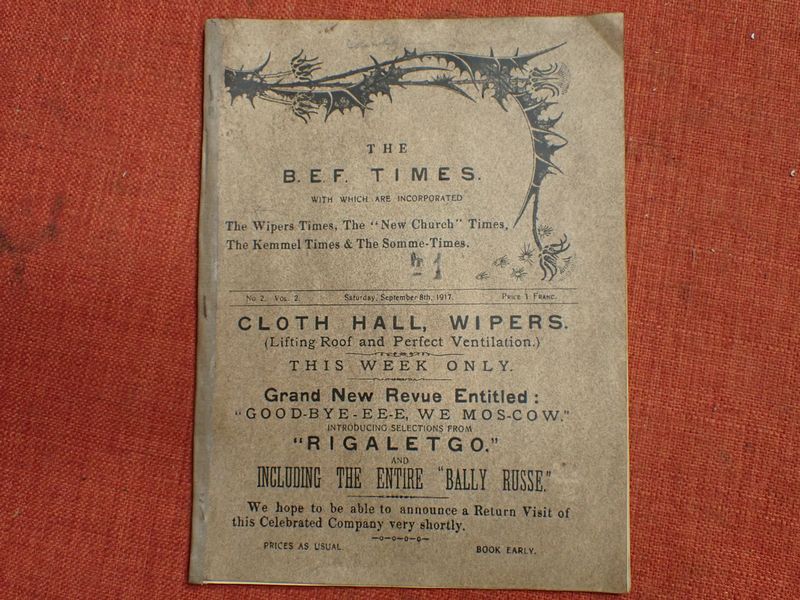 THE
B.E.F. TIMES.
WITH WHICH ARE INCORPORATED
The Wipers Times, The "New Church" Times,
The Kemmel Times & The Somme-Times.
No 2. Vol. 2. Saturday, September 8th, 1917. Price 1 Franc.
CLOTH HALL, WIPERS.
(Lifting Roof and Perfect Ventilation.)
THIS WEEK ONLY.
Grand New Revue Entitled:
"GOOD-BYE-EE-E, WE MOS-COW."
INTRODUCING SELECTIONS FROM
"RIGALETGO."
AND
INCLUDING THE ENTIRE "BALLY RUSSE."
We hope to be able to announce a Return Visit of
this Celebrated Company very shortly.
PRICES AS USUAL. BOOK EARLY.